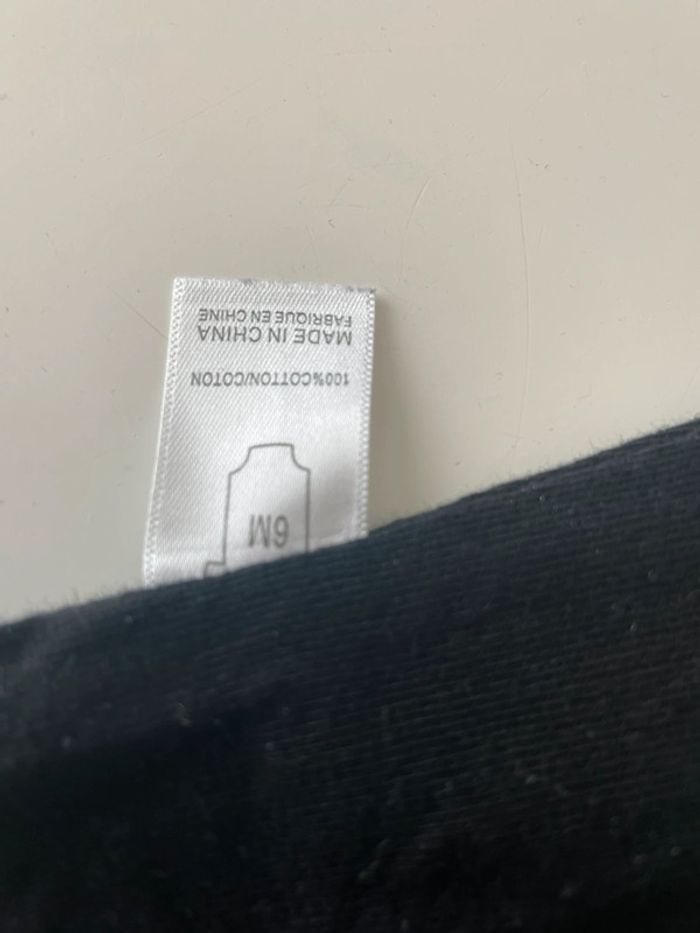 6M
100%COTTON/COTON
MADE IN CHINA
FABRIQUE EN CHINE